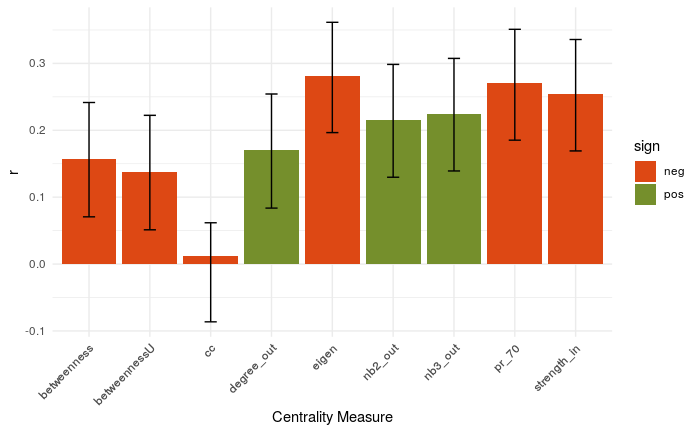 0.3
0.2
0.1
0.0
-0.1
r
betweenness
betweennessU
cc
degree_out
eigen
nb2_out
nb3_out
pr_70
strength_in
Centrality Measure
sign
neg
pos